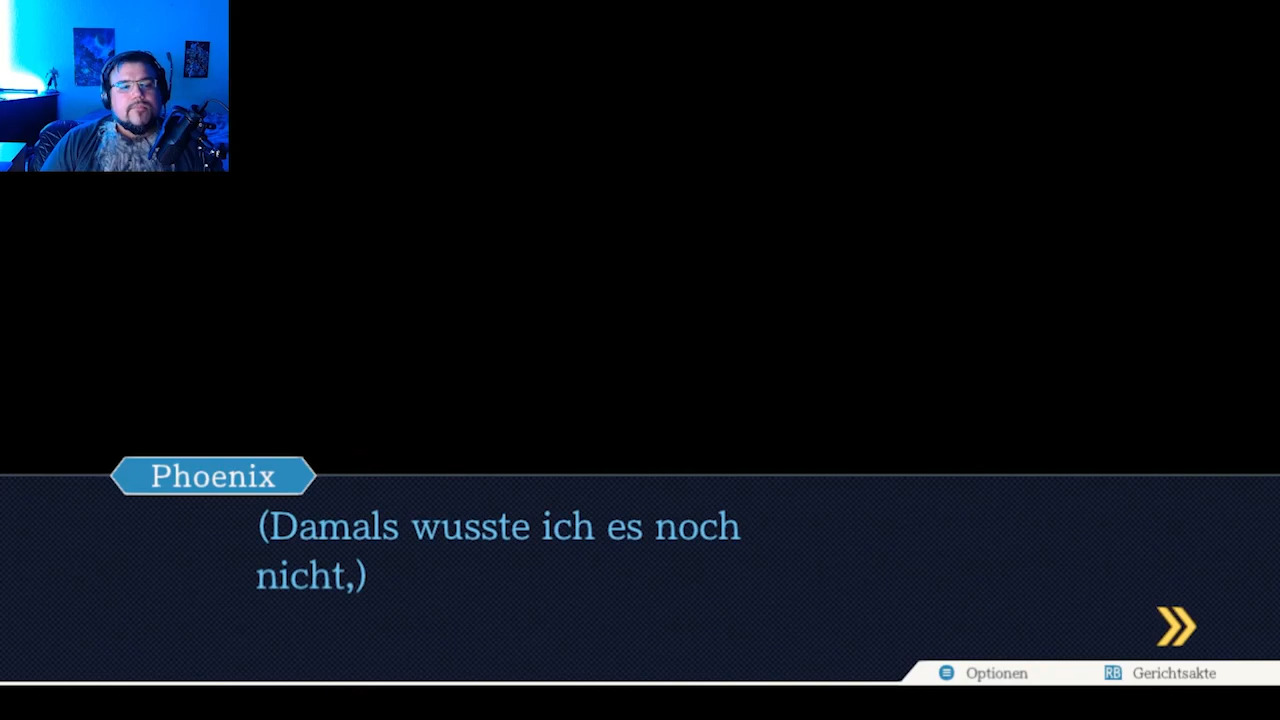 Phoenix
(Damals wusste ich es noch
nicht,)
Optionen
RB Gerichtsakte